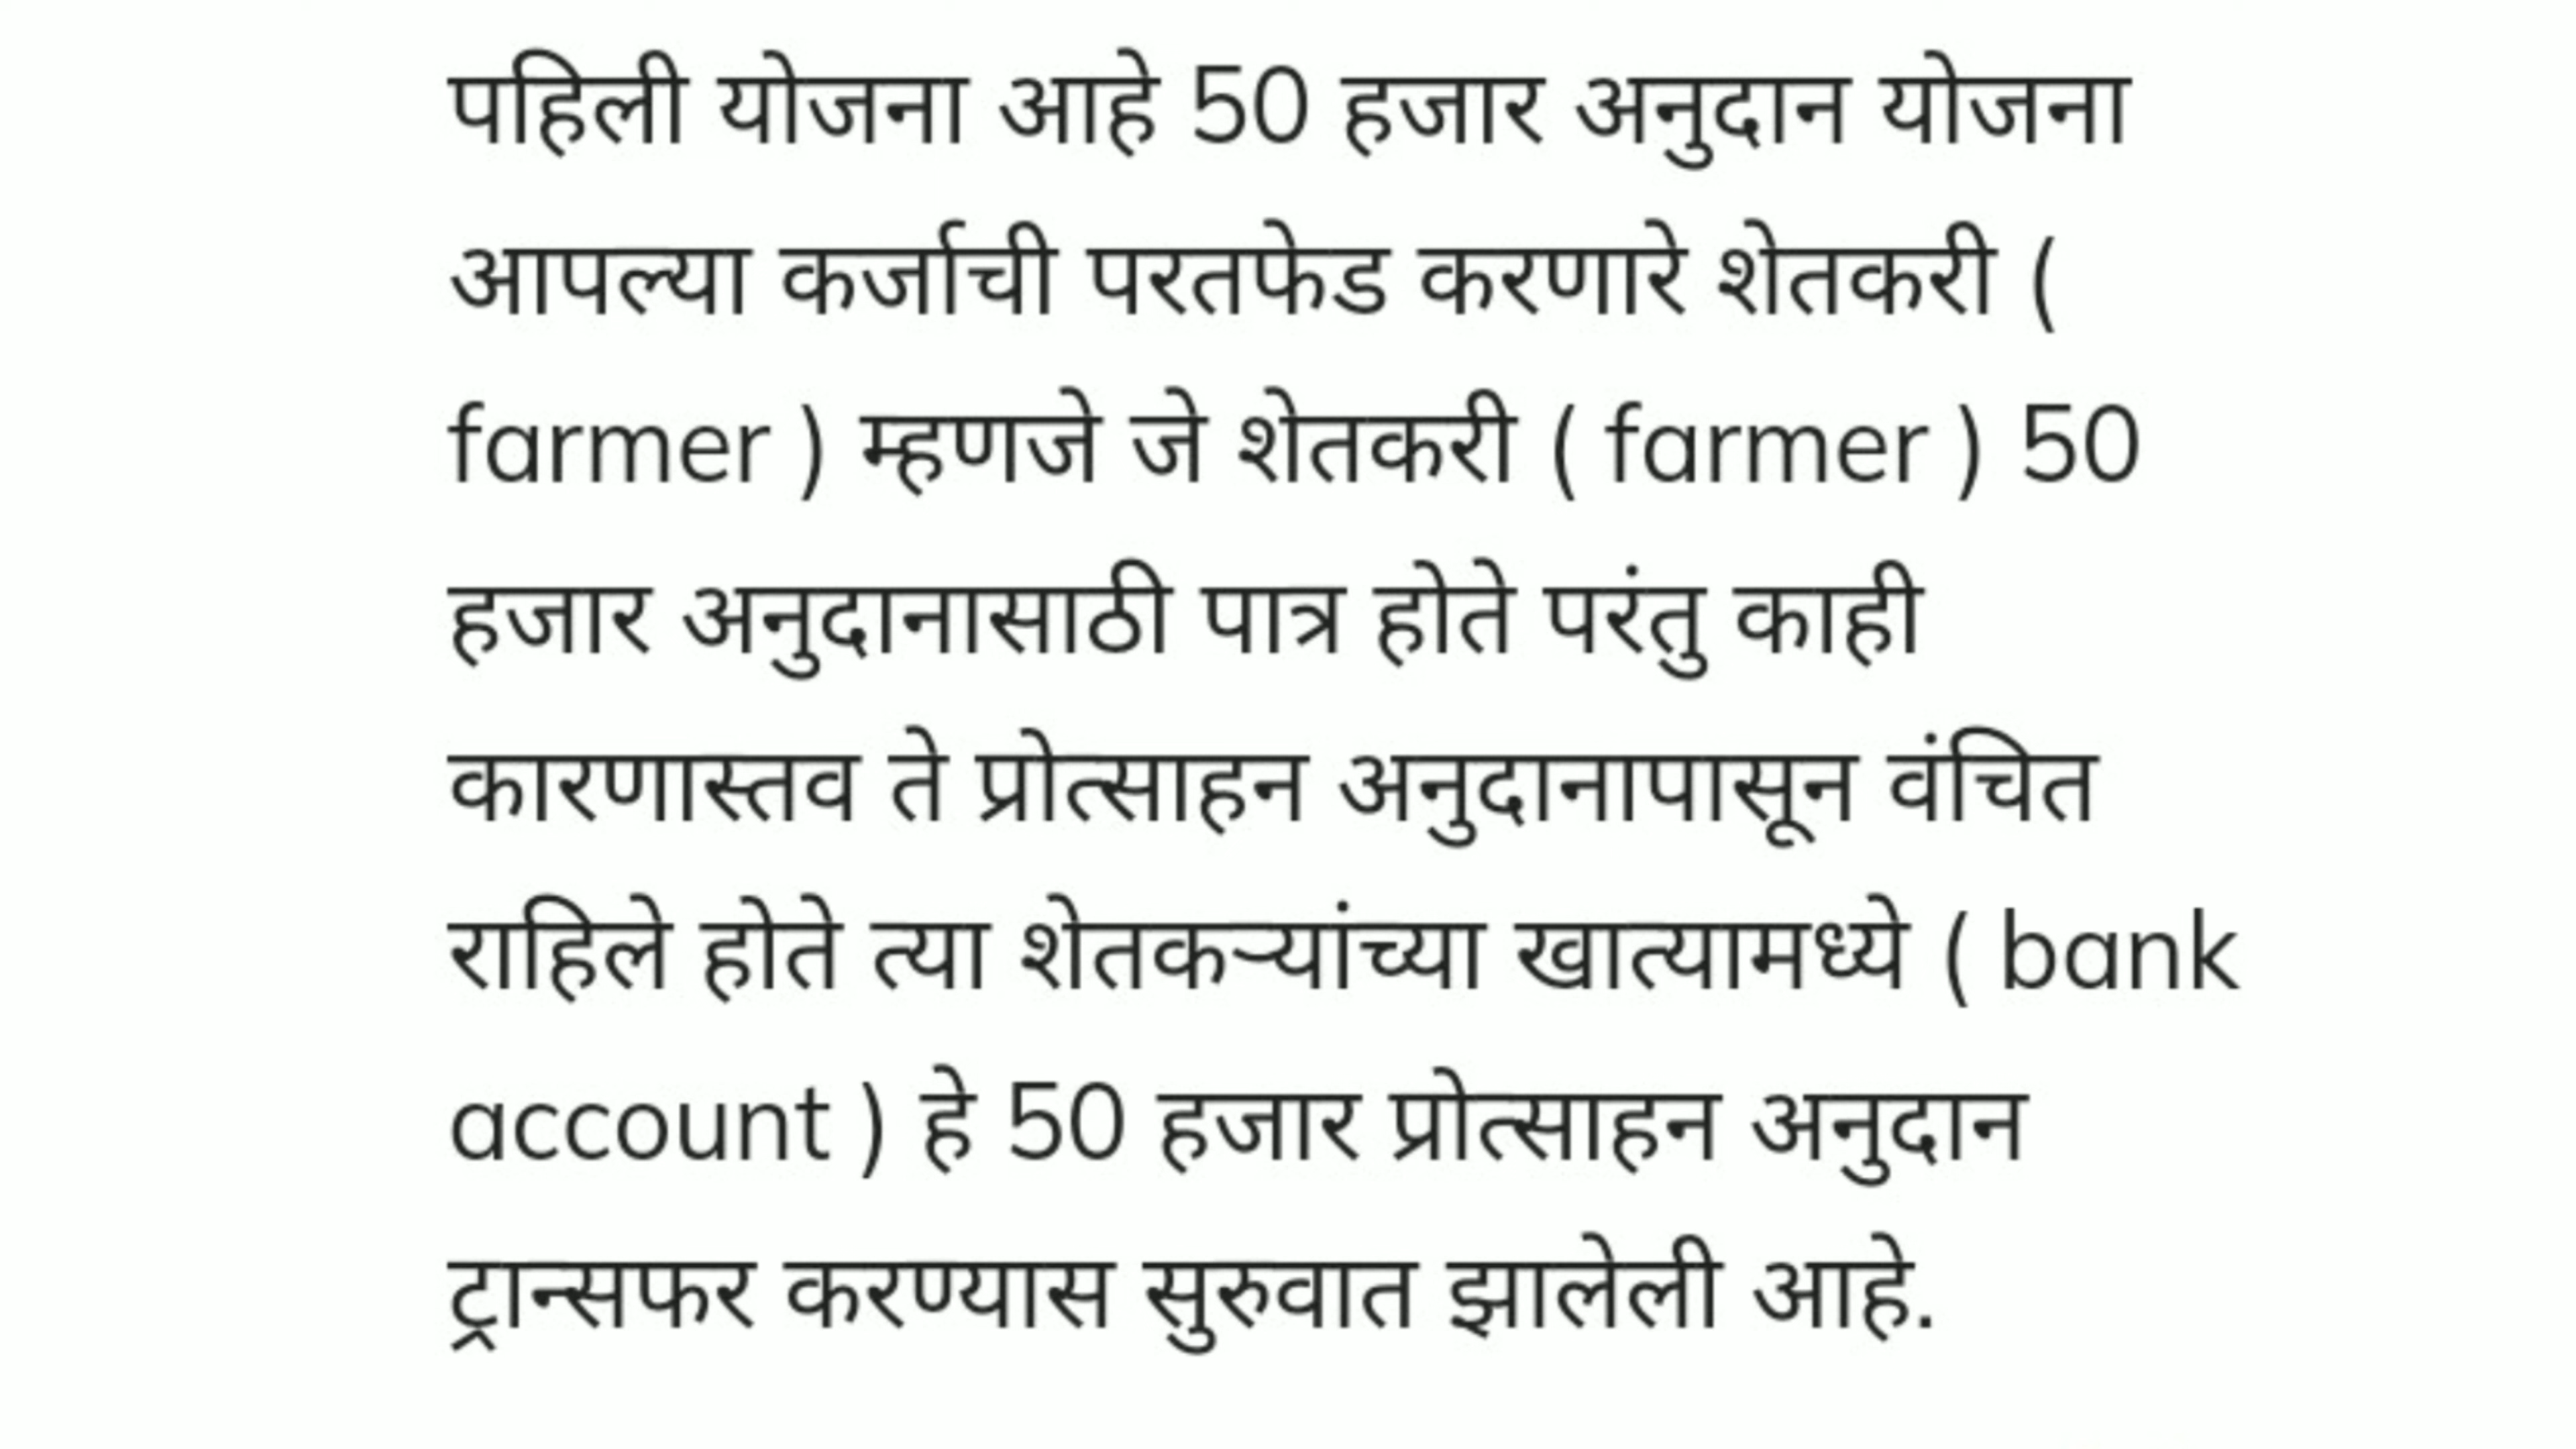 पहिली योजना आहे 50 हजार अनुदान योजना
आपल्या कर्जाची परतफेड करणारे शेतकरी (
farmer ) म्हणजे जे शेतकरी ( farmer ) 50
हजार अनुदानासाठी पात्र होते परंतु काही
कारणास्तव ते प्रोत्साहन अनुदानापासून वंचित
राहिले होते त्या शेतकऱ्यांच्या खात्यामध्ये ( bank
account ) हे 50 हजार प्रोत्साहन अनुदान
ट्रान्सफर करण्यास सुरुवात झालेली आहे.